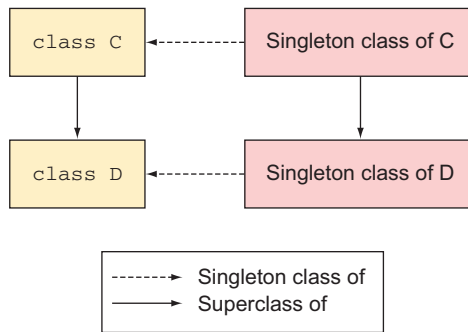 class C
Singleton class of C
class D
Singleton class of D
Singleton class of
Superclass of